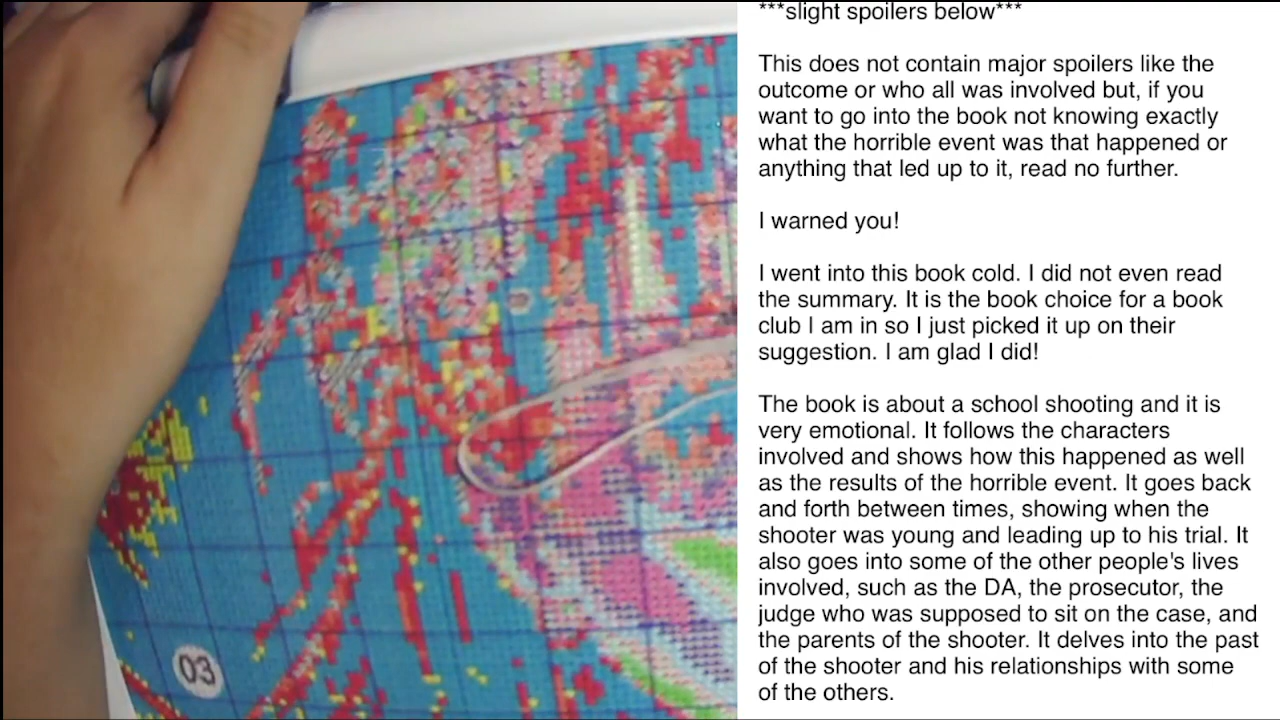 ***slight spoilers below***
This does not contain major spoilers like the
outcome or who all was involved but, if you
want to go into the book not knowing exactly
what the horrible event was that happened or
anything that led up to it, read no further.
I warned you!
I went into this book cold. I did not even read
the summary. It is the book choice for a book
club I am in so I just picked it up on their
suggestion. I am glad I did!
The book is about a school shooting and it is
very emotional. It follows the characters
involved and shows how this happened as well
as the results of the horrible event. It goes back
and forth between times, showing when the
shooter was young and leading up to his trial. It
also goes into some of the other people's lives
involved, such as the DA, the prosecutor, the
judge who was supposed to sit on the case, and
the parents of the shooter. It delves into the past
of the shooter and his relationships with some
of the others.
03